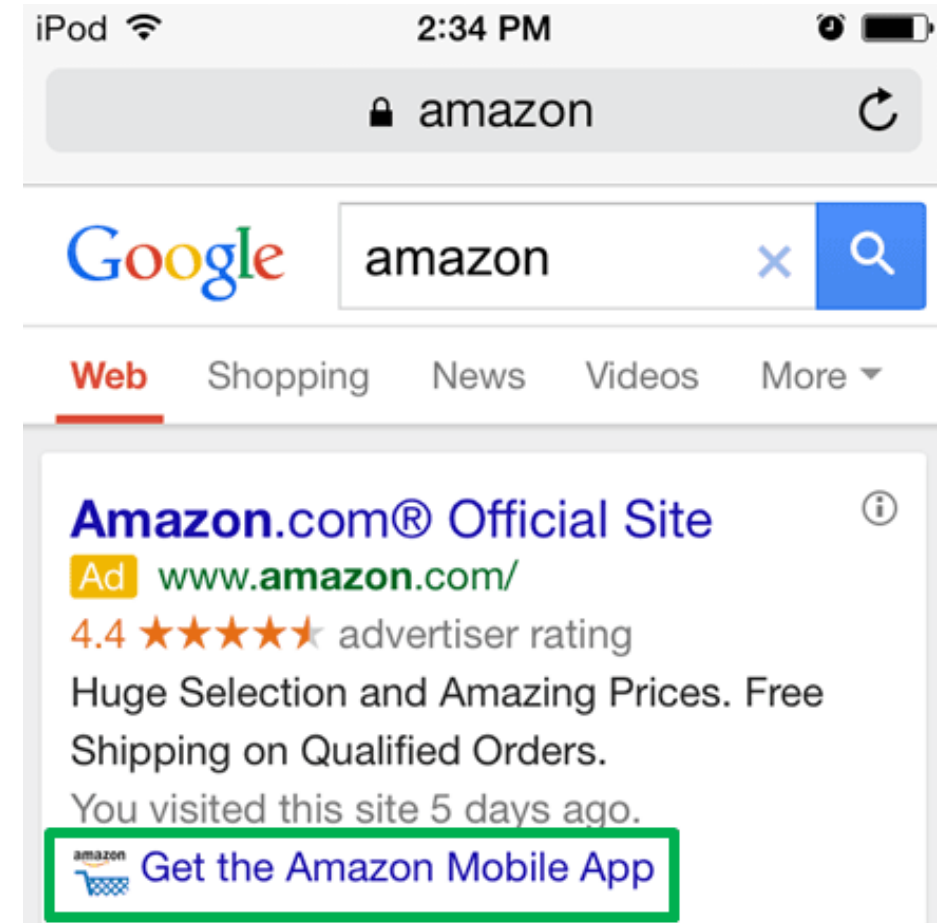 iPod 2:34 PM
amazon
Google amazon
Web Shopping News Videos More
Amazon.com® Official Site
Ad www.amazon.com/
4.4 advertiser rating
Huge Selection and Amazing Prices. Free
Shipping on Qualified Orders.
You visited this site 5 days ago.
amazon Get the Amazon Mobile App